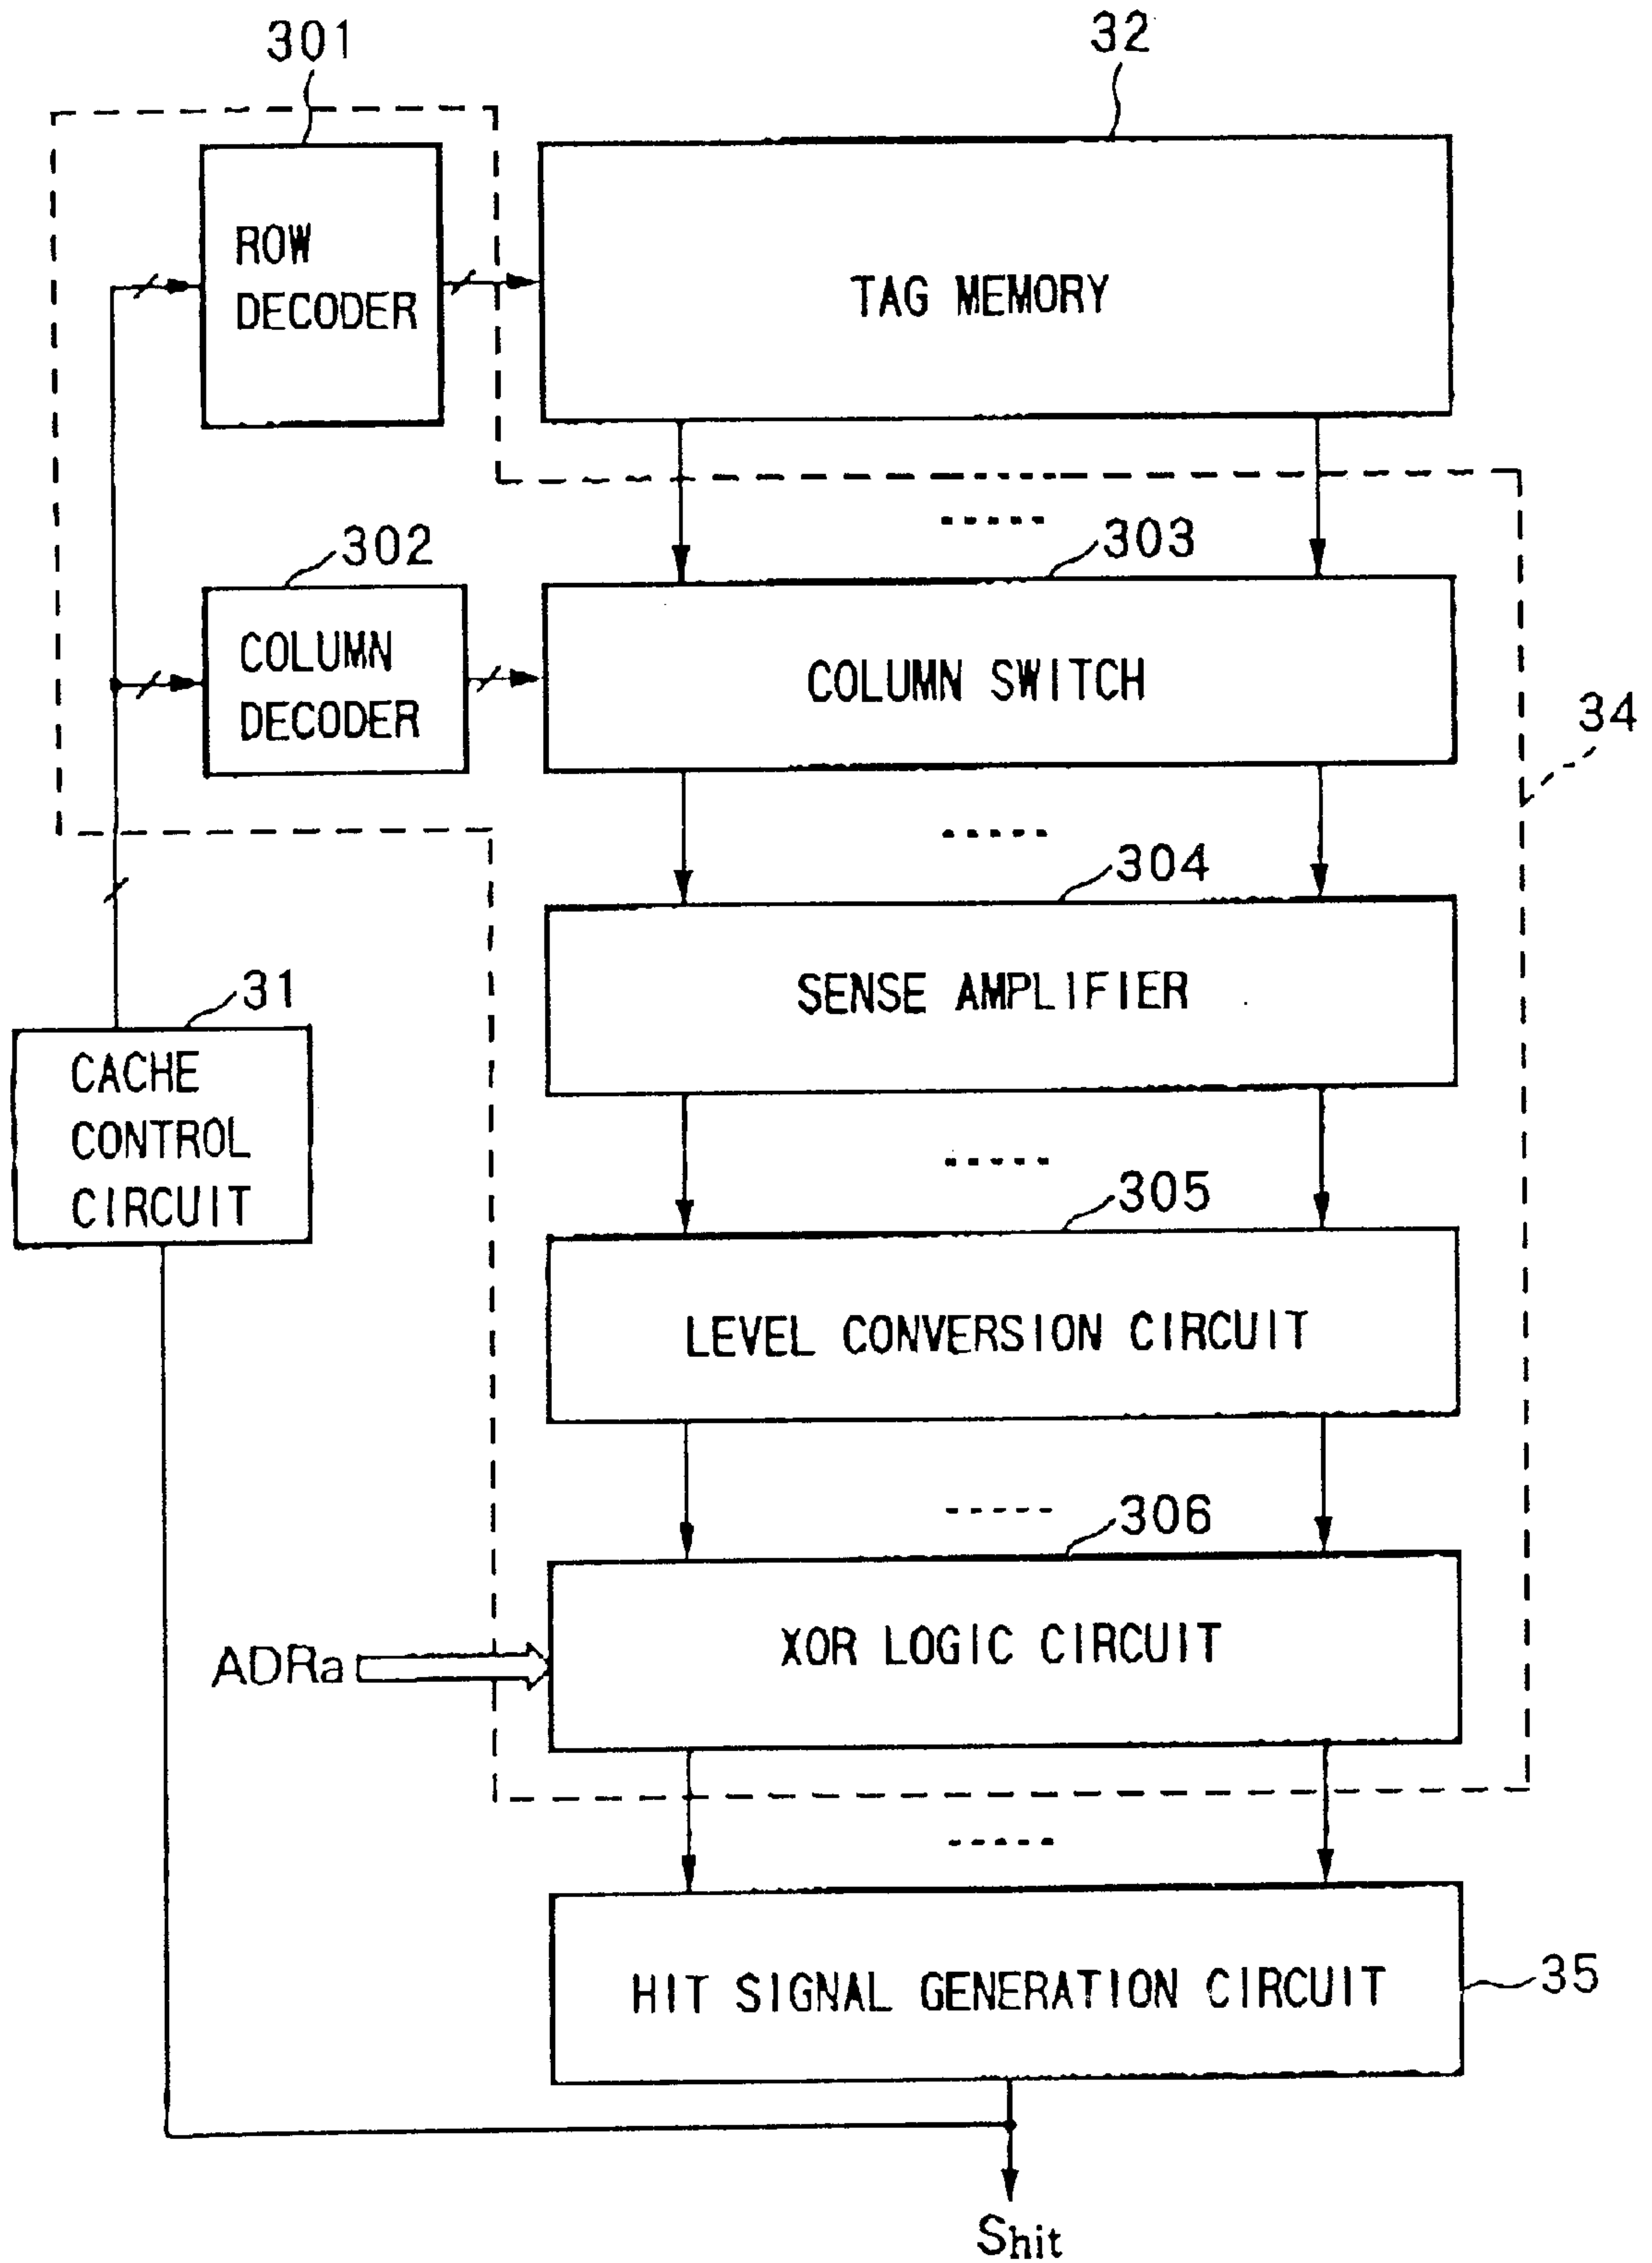 301
32
ROW
DECODER
TAG MEMORY
302
303
COLUMN
DECODER
COLUMN SWITCH
34
304
SENSE AMPLIFIER
31
CACHE
CONTROL
CIRCUIT
305
LEVEL CONVERSION CIRCUIT
306
XOR LOGIC CIRCUIT
ADRa
HIT SIGNAL GENERATION CIRCUIT
35
Shit